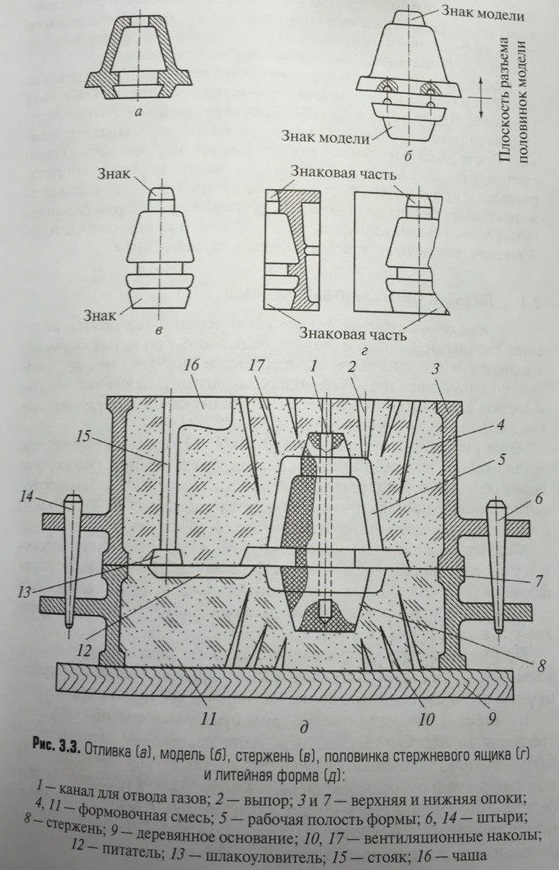 Знак модели
Знак модели
Плоскость разъема
половинок модели
а
б
Знак
Знаковая часть
Знак
Знаковая часть
в
г
16
17
1
2
3
15
4
5
14
6
13
7
12
8
11
10
9
д
Рис. 3.3. Отливка (а), модель (б), стержень (в), половинка стержневого ящика (г)
и литейная форма (д):
1 — канал для отвода газов; 2 — выпор; 3 и 7 — верхняя и нижняя опоки;
4, 11 — формовочная смесь; 5 — рабочая полость формы; 6, 14 — штыри;
8 — стержень; 9 — деревянное основание; 10, 17 — вентиляционные наколы;
12 — питатель; 13 — шлакоуловитель; 15 — стояк; 16 — чаша